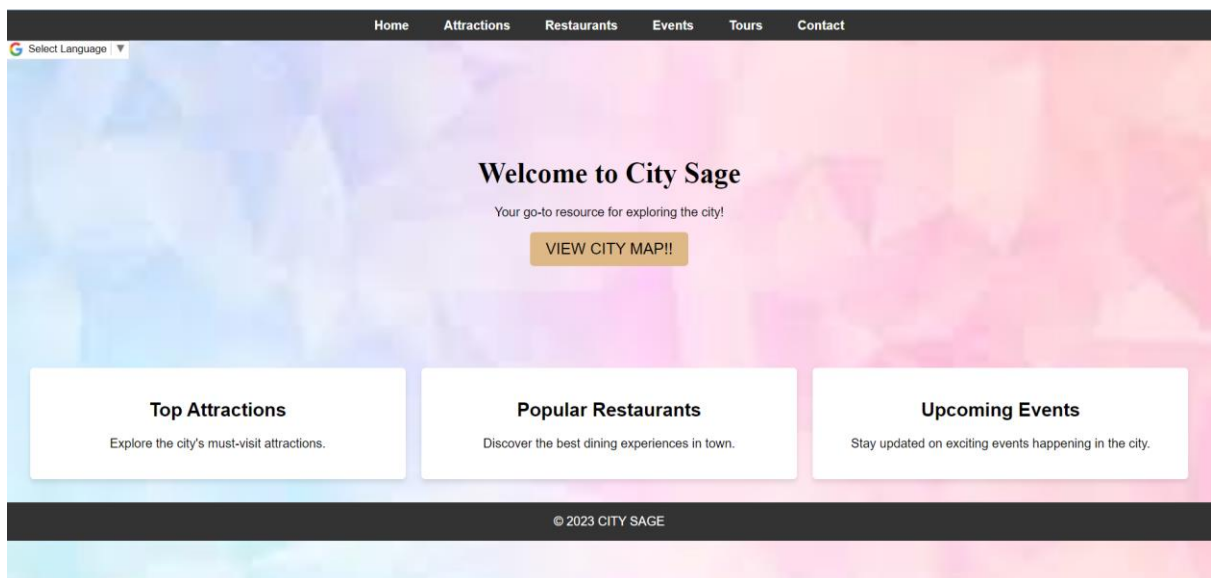 Home Attractions Restaurants Events Tours Contact
Select Language ▼
Welcome to City Sage
Your go-to resource for exploring the city!
VIEW CITY MAP!!
Top Attractions
Explore the city's must-visit attractions.
Popular Restaurants
Discover the best dining experiences in town.
Upcoming Events
Stay updated on exciting events happening in the city.
© 2023 CITY SAGE